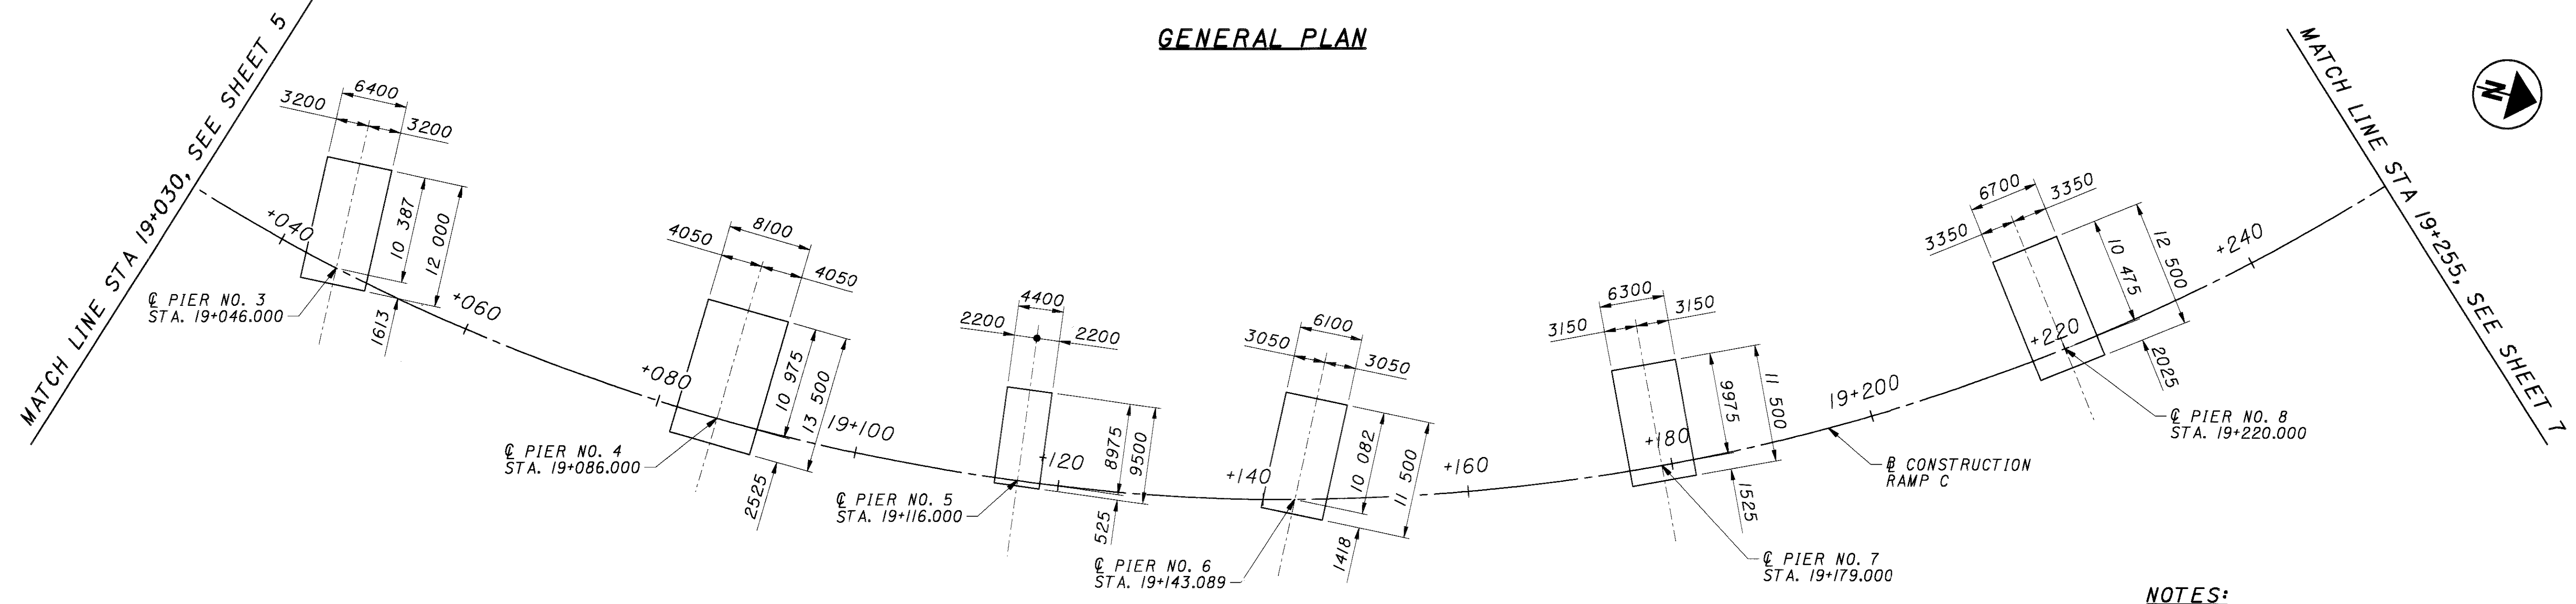 GENERAL PLAN
MATCH LINE STA 19+030, SEE SHEET 5
MATCH LINE STA 19+255, SEE SHEET 7
N
6400
3200
3200
10 387
12 000
1613
+040
℄ PIER NO. 3
STA. 19+046.000
+060
8100
4050
4050
10 975
13 500
2525
+080
℄ PIER NO. 4
STA. 19+086.000
19+100
4400
2200
2200
8975
9500
525
+120
℄ PIER NO. 5
STA. 19+116.000
6100
3050
3050
10 082
11 500
1418
+140
℄ PIER NO. 6
STA. 19+143.089
+160
6300
3150
3150
9975
11 500
1525
+180
℄ PIER NO. 7
STA. 19+179.000
19+200
B CONSTRUCTION
RAMP C
6700
3350
3350
10 475
12 500
2025
+220
℄ PIER NO. 8
STA. 19+220.000
+240
NOTES: